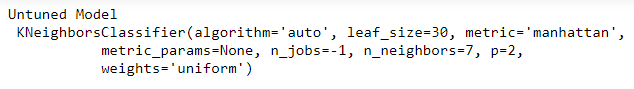 Untuned Model
KNeighborsClassifier(algorithm='auto', leaf_size=30, metric='manhattan',
metric_params=None, n_jobs=-1, n_neighbors=7, p=2,
weights='uniform')